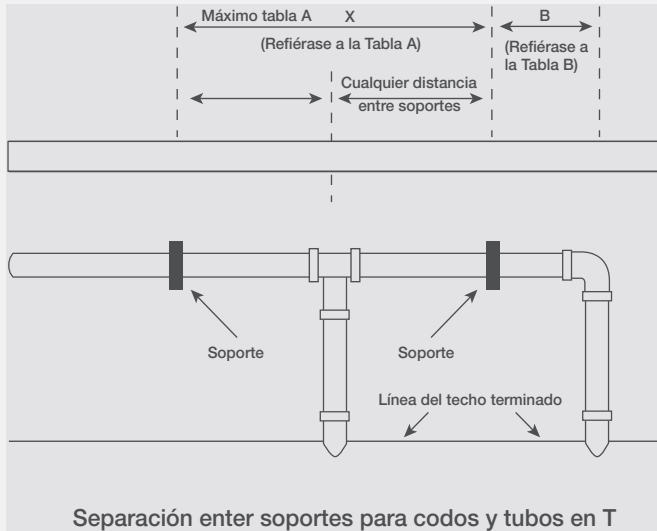 Máximo tabla A X
(Refiérase a la Tabla A)
B
(Refiérase a
la Tabla B)
Cualquier distancia
entre soportes
Soporte
Soporte
Línea del techo terminado
Separación enter soportes para codos y tubos en T